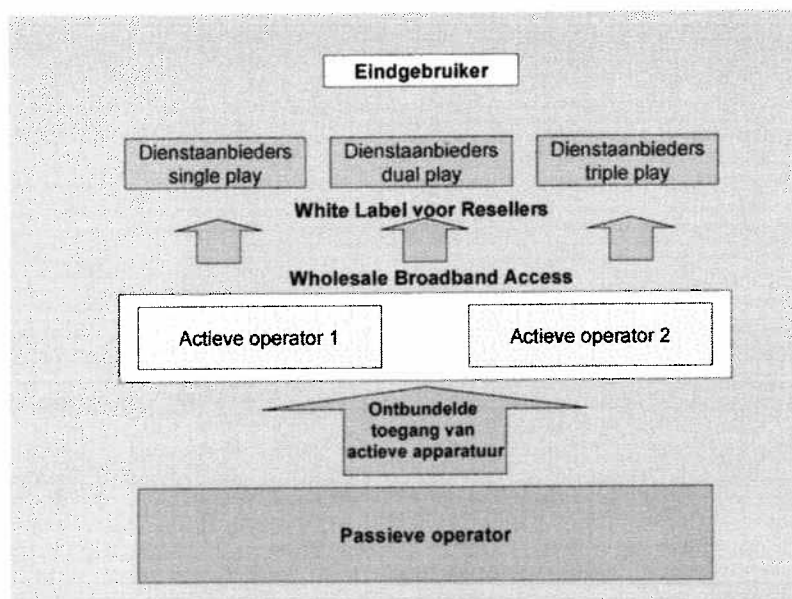 Eindgebruiker
Dienstaanbieders
single play
Dienstaanbieders
dual play
Dienstaanbieders
triple play
White Label voor Resellers
Wholesale Broadband Access
Actieve operator 1
Actieve operator 2
Ontbundelde
toegang van
actieve apparatuur
Passieve operator